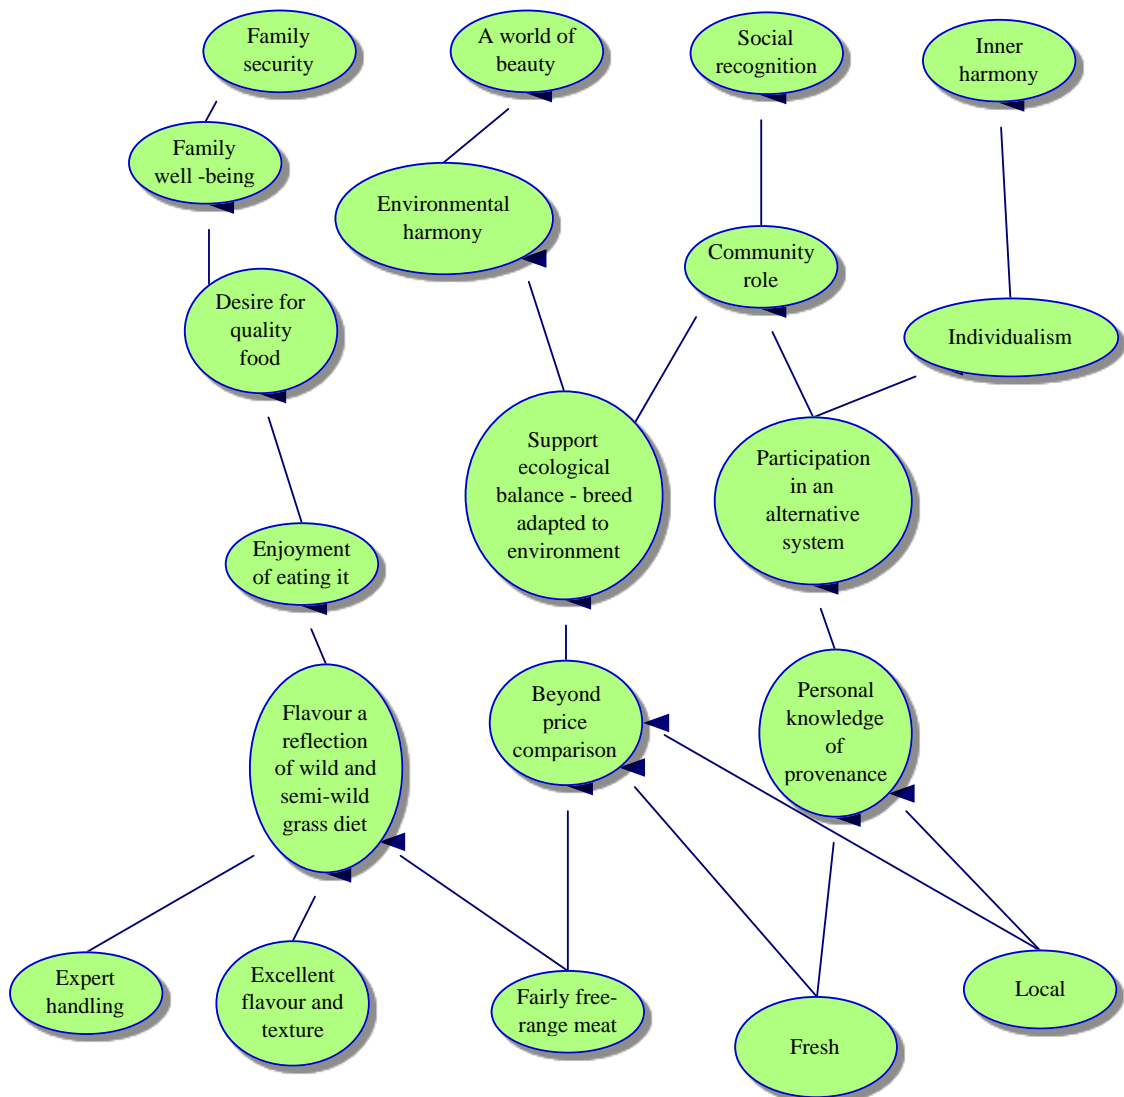 Family
security
A world of
beauty
Social
recognition
Inner
harmony
Family
well -being
Environmental
harmony
Community
role
Desire for
quality
food
Individualism
Support
ecological
balance - breed
adapted to
environment
Participation
in an
alternative
system
Enjoyment
of eating it
Flavour a
reflection
of wild and
semi-wild
grass diet
Beyond
price
comparison
Personal
knowledge
of
provenance
Expert
handling
Excellent
flavour and
texture
Fairly free-
range meat
Fresh
Local